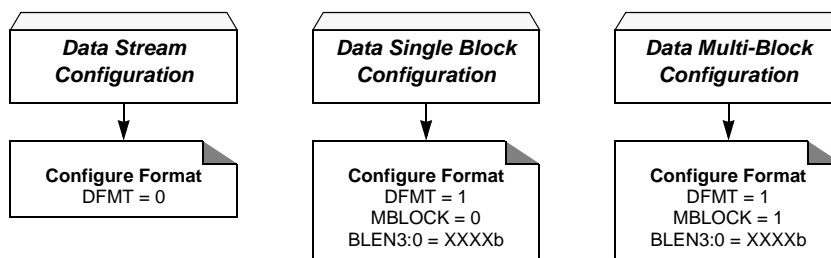 Data Stream
Configuration
Configure Format
DFMT = 0
Data Single Block
Configuration
Configure Format
DFMT = 1
MBLOCK = 0
BLEN3:0 = XXXXb
Data Multi-Block
Configuration
Configure Format
DFMT = 1
MBLOCK = 1
BLEN3:0 = XXXXb